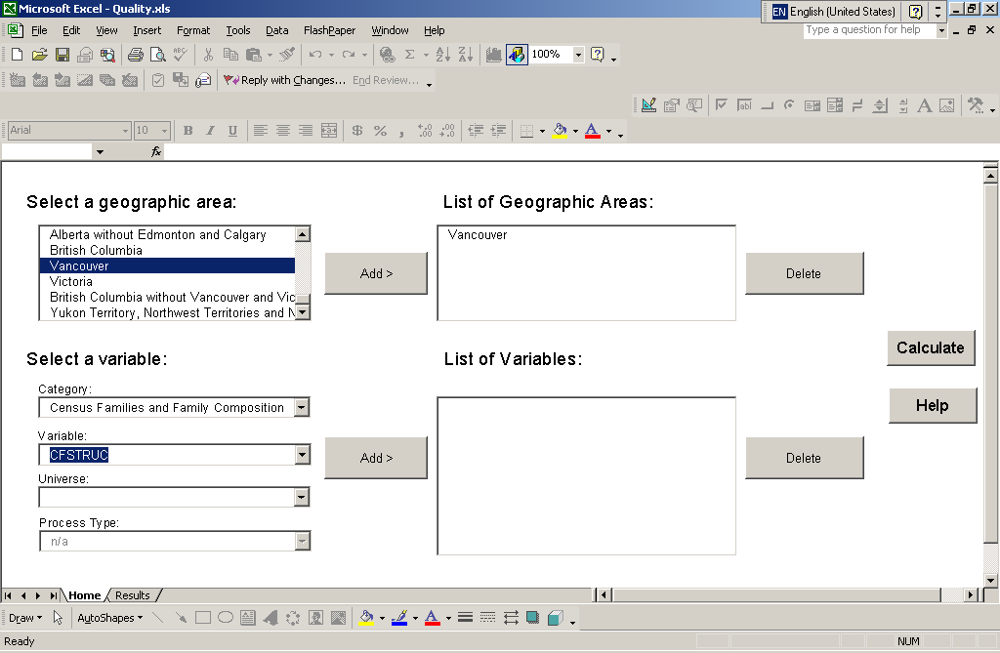 Microsoft Excel - Quality.xls
EN English (United States)
File Edit View Insert Format Tools Data FlashPaper Window Help
Type a question for help
100%
Reply with Changes... End Review...
ab|
Arial 10 B I U $ % ,
fx
Select a geographic area:
List of Geographic Areas:
Alberta without Edmonton and Calgary
British Columbia
Vancouver
Victoria
British Columbia without Vancouver and Vic
Yukon Territory, Northwest Territories and N
Add >
Vancouver
Delete
Calculate
Help
Select a variable:
List of Variables:
Category:
Census Families and Family Composition
Variable:
CFSTRUC
Universe:
Process Type:
n/a
Add >
Delete
Home Results
Draw AutoShapes
Ready
NUM